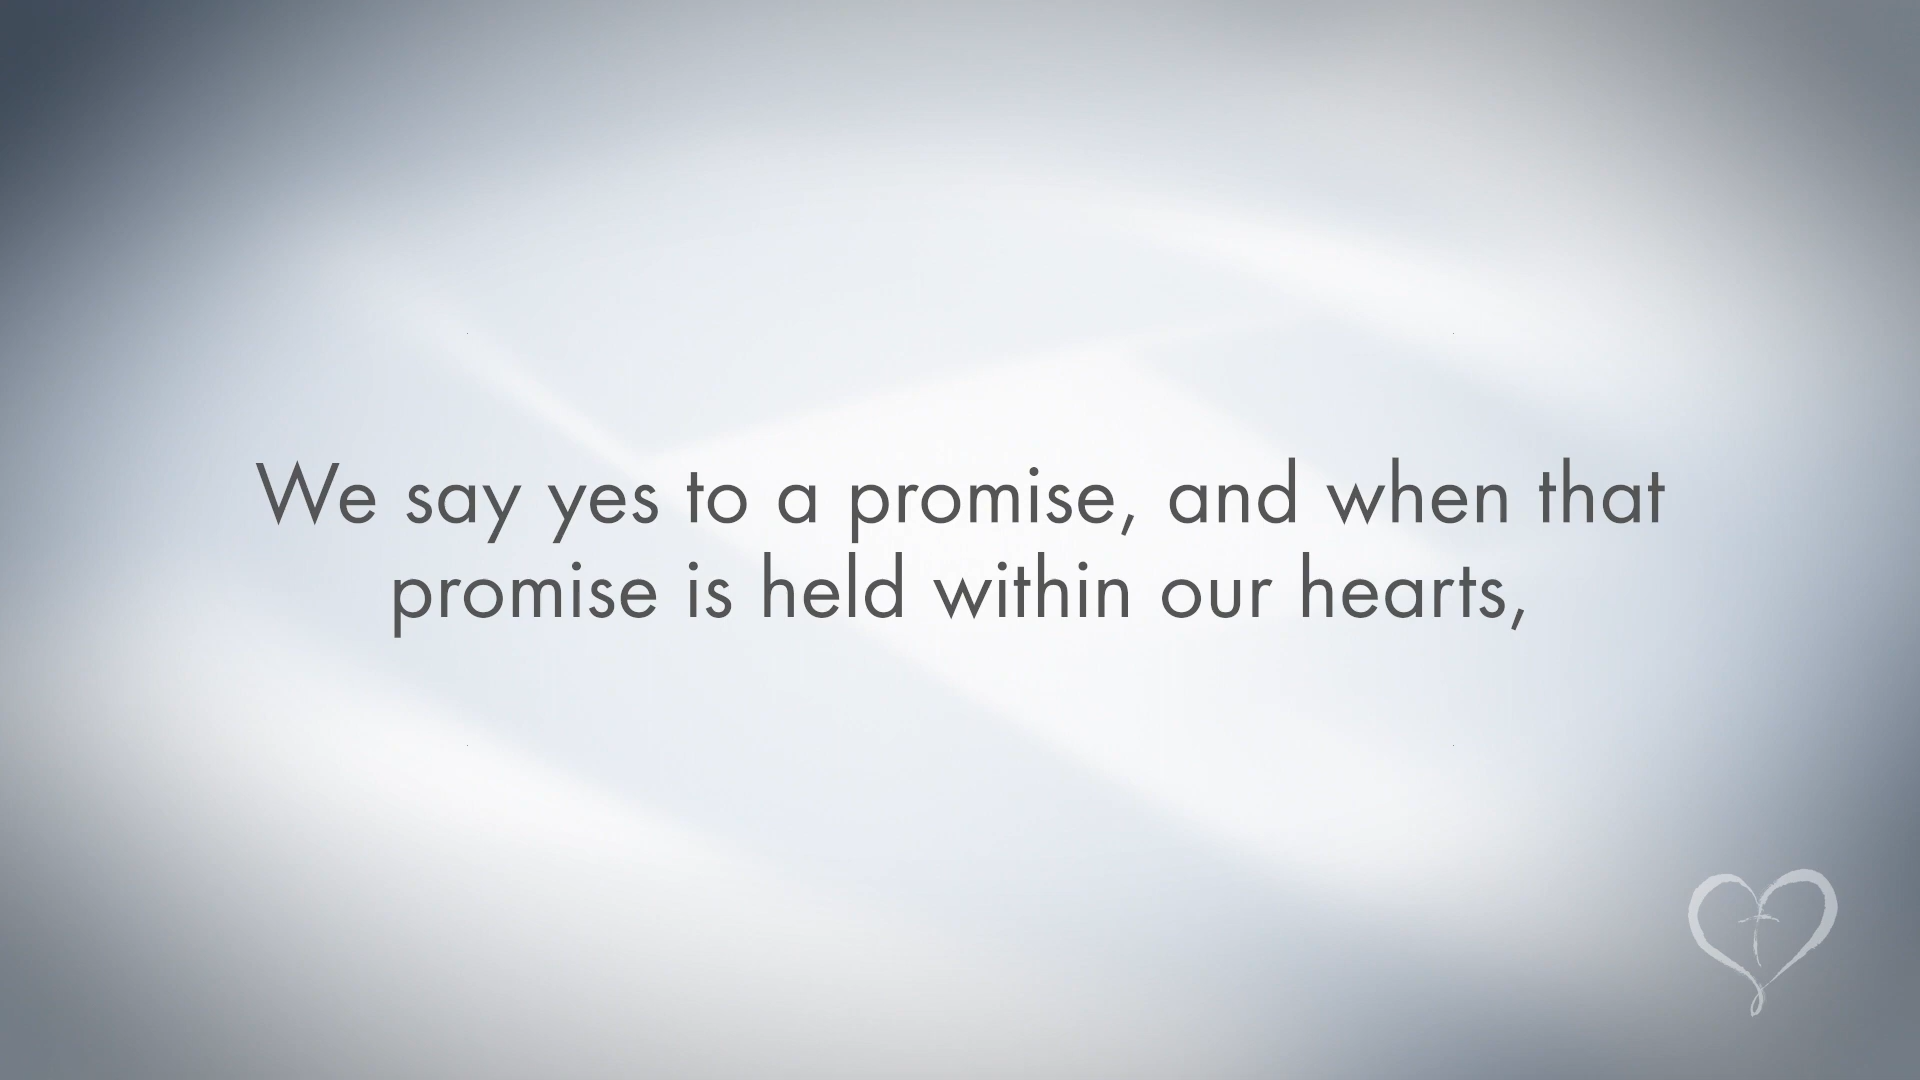 We say yes to a promise, and when that
promise is held within our hearts,